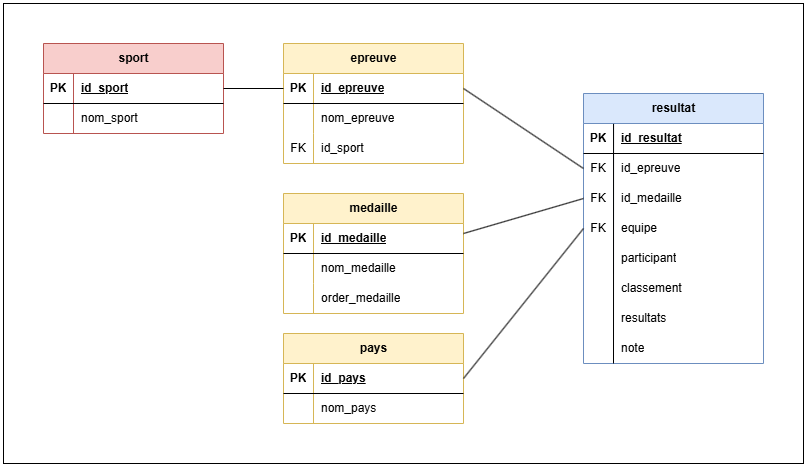 sport
PK id_sport
nom_sport
epreuve
PK id_epreuve
nom_epreuve
FK id_sport
medaille
PK id_medaille
nom_medaille
order_medaille
pays
PK id_pays
nom_pays
resultat
PK id_resultat
FK id_epreuve
FK id_medaille
FK equipe
participant
classement
resultats
note